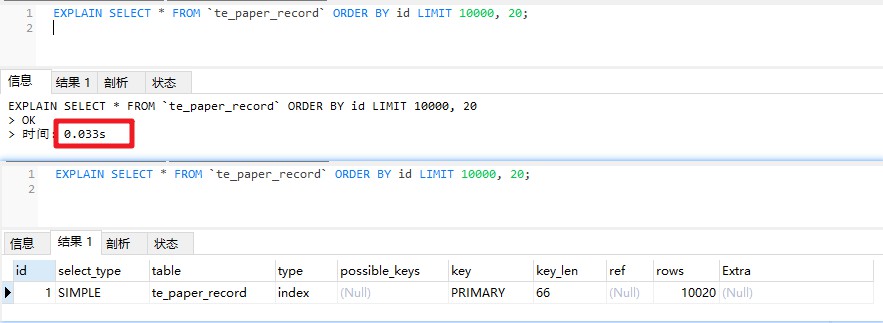 1 EXPLAIN SELECT * FROM `te_paper_record` ORDER BY id LIMIT 10000, 20;
2
信息 结果 1 剖析 状态
EXPLAIN SELECT * FROM `te_paper_record` ORDER BY id LIMIT 10000, 20
> OK
> 时间: 0.033s
1 EXPLAIN SELECT * FROM `te_paper_record` ORDER BY id LIMIT 10000, 20;
2
信息 结果 1 剖析 状态
id select_type table type possible_keys key key_len ref rows Extra
1 SIMPLE te_paper_record index (Null) PRIMARY 66 (Null) 10020 (Null)